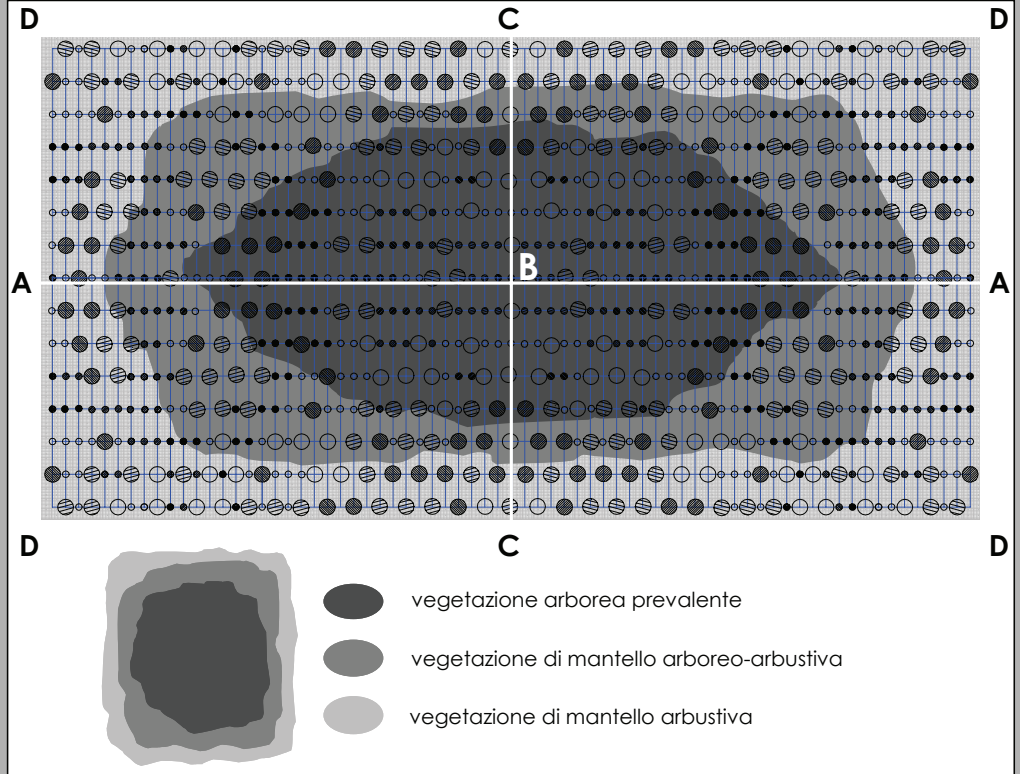 D C D
A B A
D C D
vegetazione arborea prevalente
vegetazione di mantello arboreo-arbustiva
vegetazione di mantello arbustiva